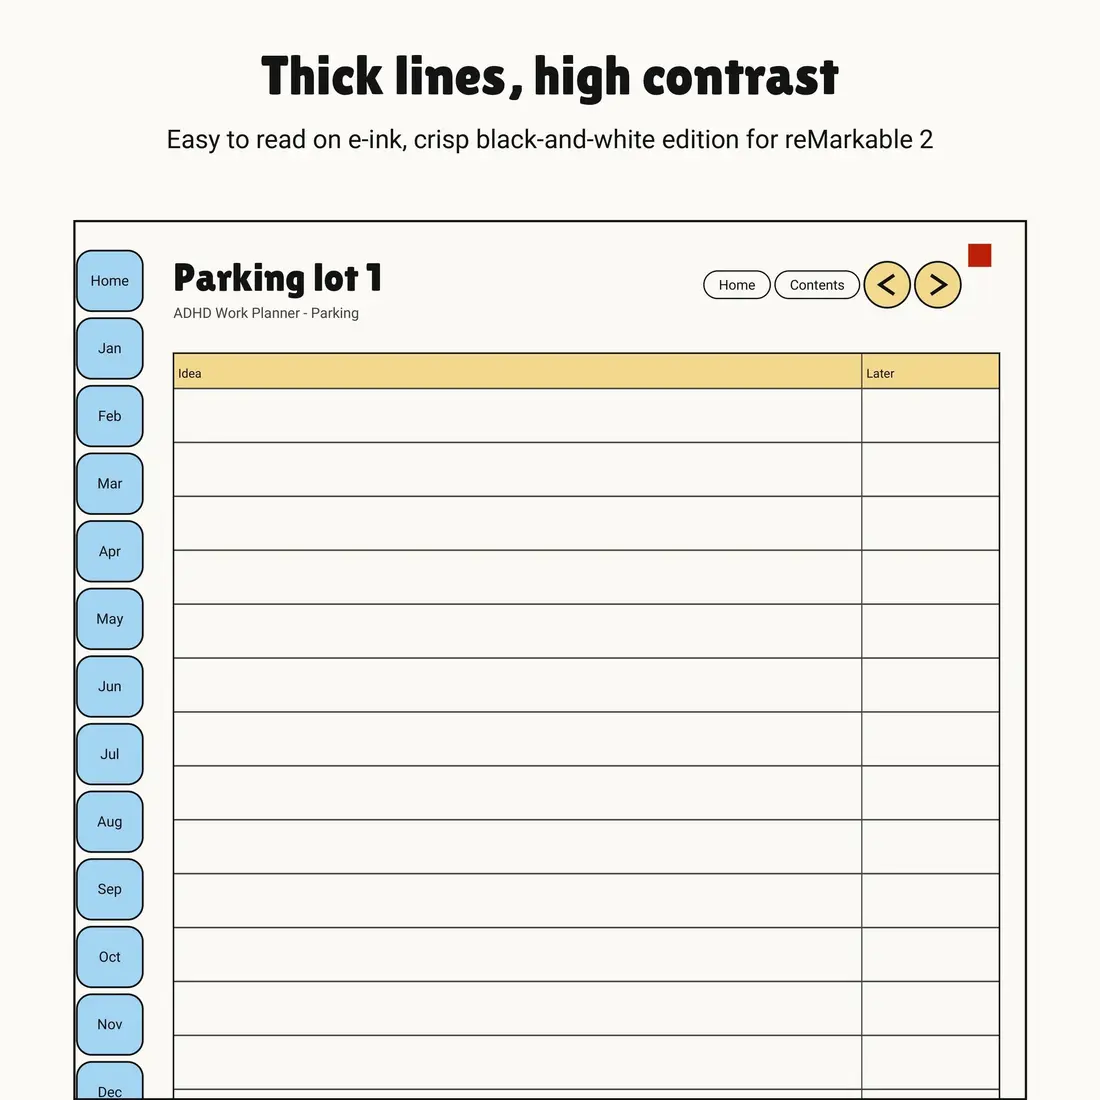 Thick lines, high contrast
Easy to read on e-ink, crisp black-and-white edition for reMarkable 2
Home
Parking lot 1
Home
Contents
ADHD Work Planner - Parking
Jan
Idea
Later
Feb
Mar
Apr
May
Jun
Jul
Aug
Sep
Oct
Nov
Dec